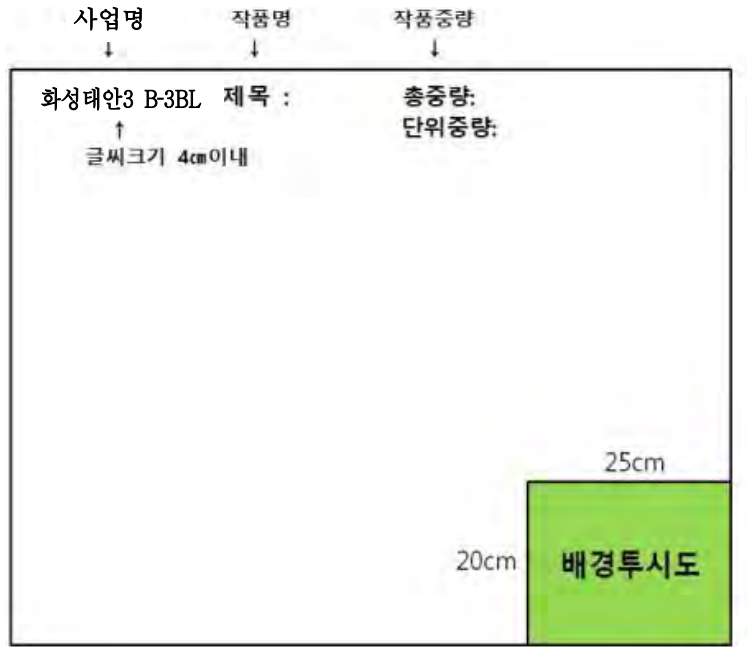 사업명 작품명 작품중량
↓ ↓ ↓
화성태안3 B-3BL 제목 : 총중량:
↑ 단위중량:
글씨크기 4㎝이내
25cm
20cm 배경투시도